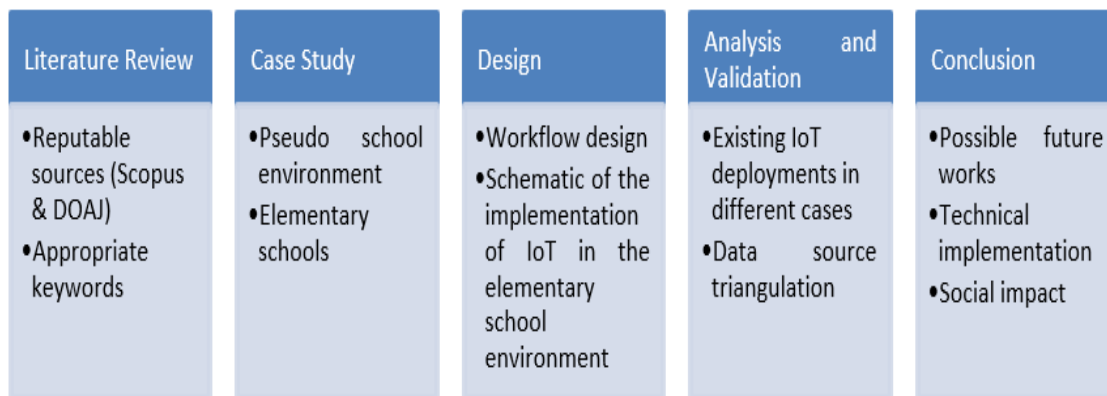 Literature Review
•Reputable
sources (Scopus
& DOAJ)
•Appropriate
keywords
Case Study
•Pseudo school
environment
•Elementary
schools
Design
•Workflow design
•Schematic of the
implementation
of IoT in the
elementary
school
environment
Analysis and
Validation
•Existing IoT
deployments in
different cases
•Data source
triangulation
Conclusion
•Possible future
works
•Technical
implementation
•Social impact